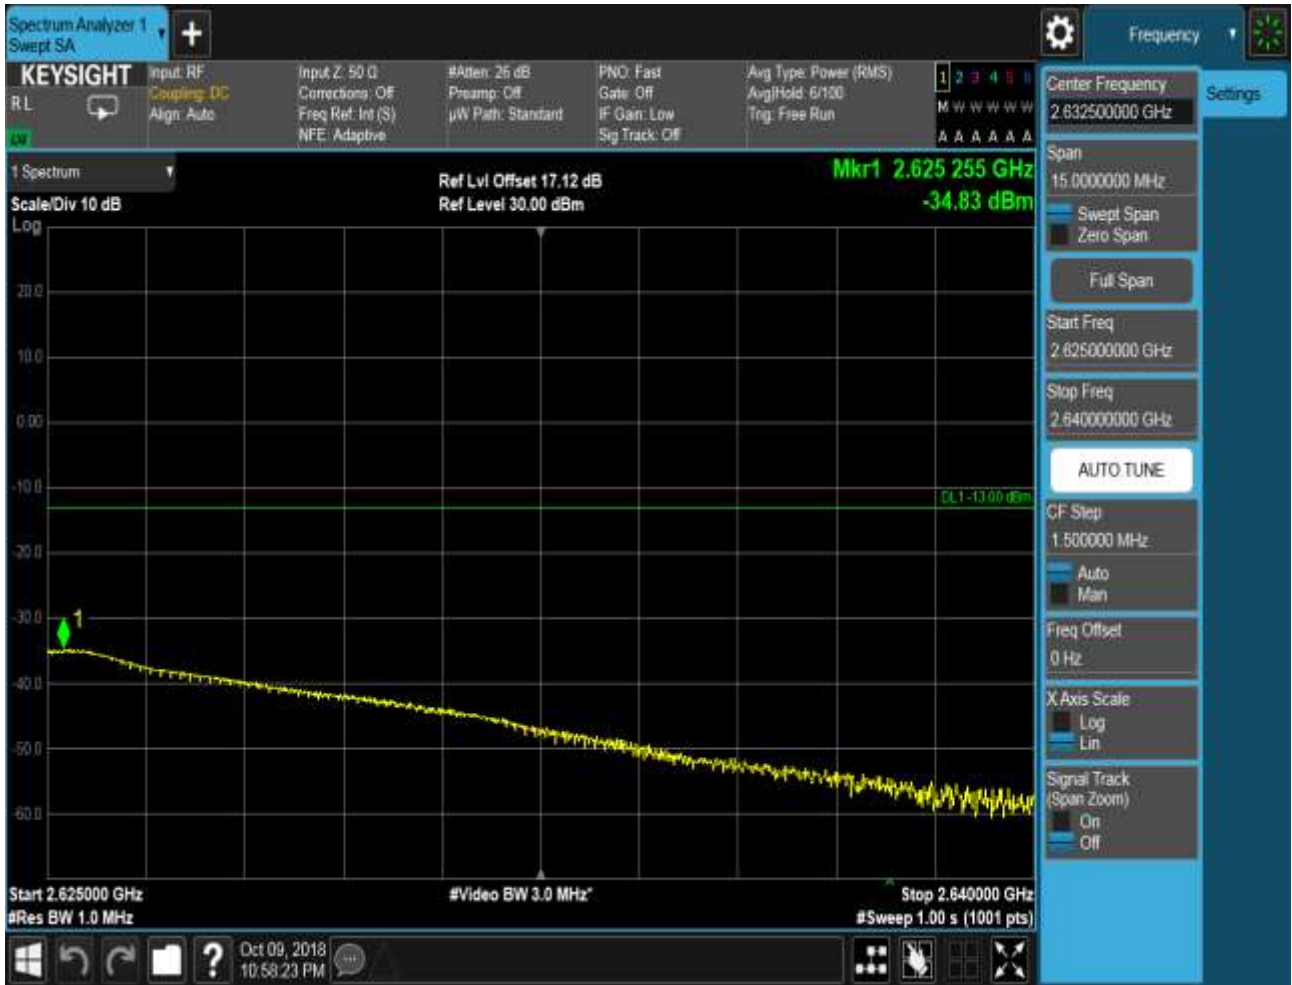 Spectrum Analyzer 1
Swept SA
Frequency
KEYSIGHT
RL
Input: RF
Coupling: DC
Align: Auto
Input Z: 50 Ω
Corrections: Off
Freq Ref: Int (S)
NFE: Adaptive
#Atten: 26 dB
Preamp: Off
µW Path: Standard
PNO: Fast
Gate: Off
IF Gain: Low
Sig Track: Off
Avg Type: Power (RMS)
Avg|Hold: 6/100
Trig: Free Run
1 2 3 4 5 6
M W W W W W
A A A A A A
1 Spectrum
Scale/Div 10 dB
Log
Ref Lvl Offset 17.12 dB
Ref Level 30.00 dBm
Mkr1 2.625 255 GHz
-34.83 dBm
20.0
10.0
0.00
-10.0
DL1 -13.00 dBm
-20.0
-30.0
1
-40.0
-50.0
-60.0
Start 2.625000 GHz
#Res BW 1.0 MHz
#Video BW 3.0 MHz*
Stop 2.640000 GHz
#Sweep 1.00 s (1001 pts)
Center Frequency
2.632500000 GHz
Settings
Span
15.0000000 MHz
Swept Span
Zero Span
Full Span
Start Freq
2.625000000 GHz
Stop Freq
2.640000000 GHz
AUTO TUNE
CF Step
1.500000 MHz
Auto
Man
Freq Offset
0 Hz
X Axis Scale
Log
Lin
Signal Track
(Span Zoom)
On
Off
?
Oct 09, 2018
10:58:23 PM